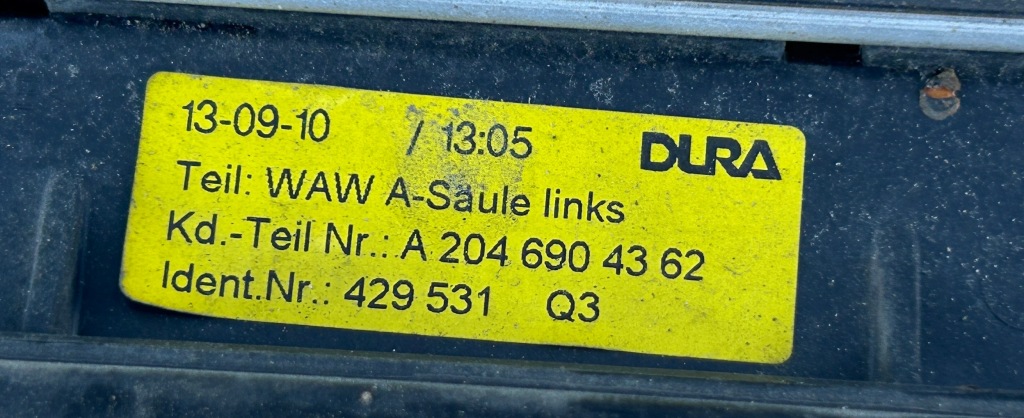 13-09-10 / 13:05 DURA
Teil: WAW A-Säule links
Kd.-Teil Nr.: A 204 690 43 62
Ident.Nr.: 429 531 Q3